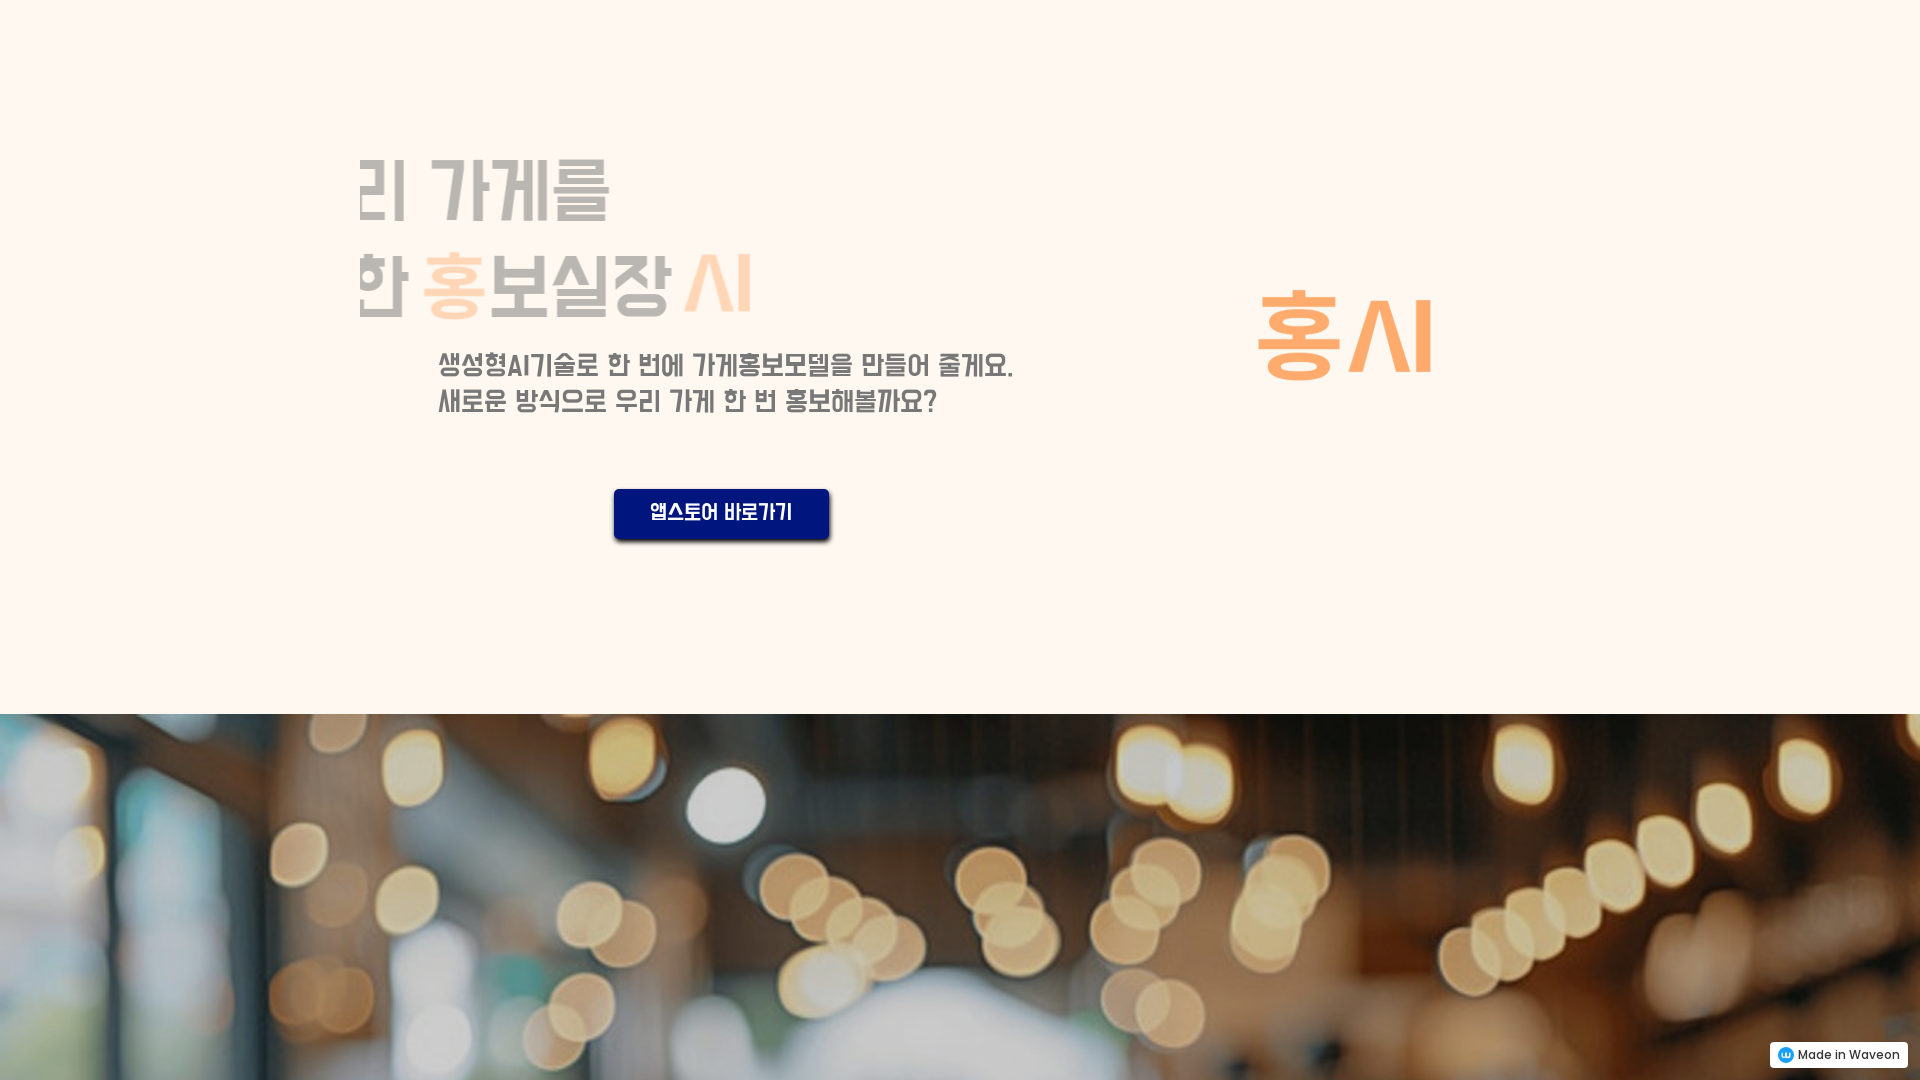 리 가게를
한 홍보실장 AI
생성형AI기술로 한 번에 가게홍보모델을 만들어 줄게요.
새로운 방식으로 우리 가게 한 번 홍보해볼까요?
앱스토어 바로가기
홍시
Made in Waveon